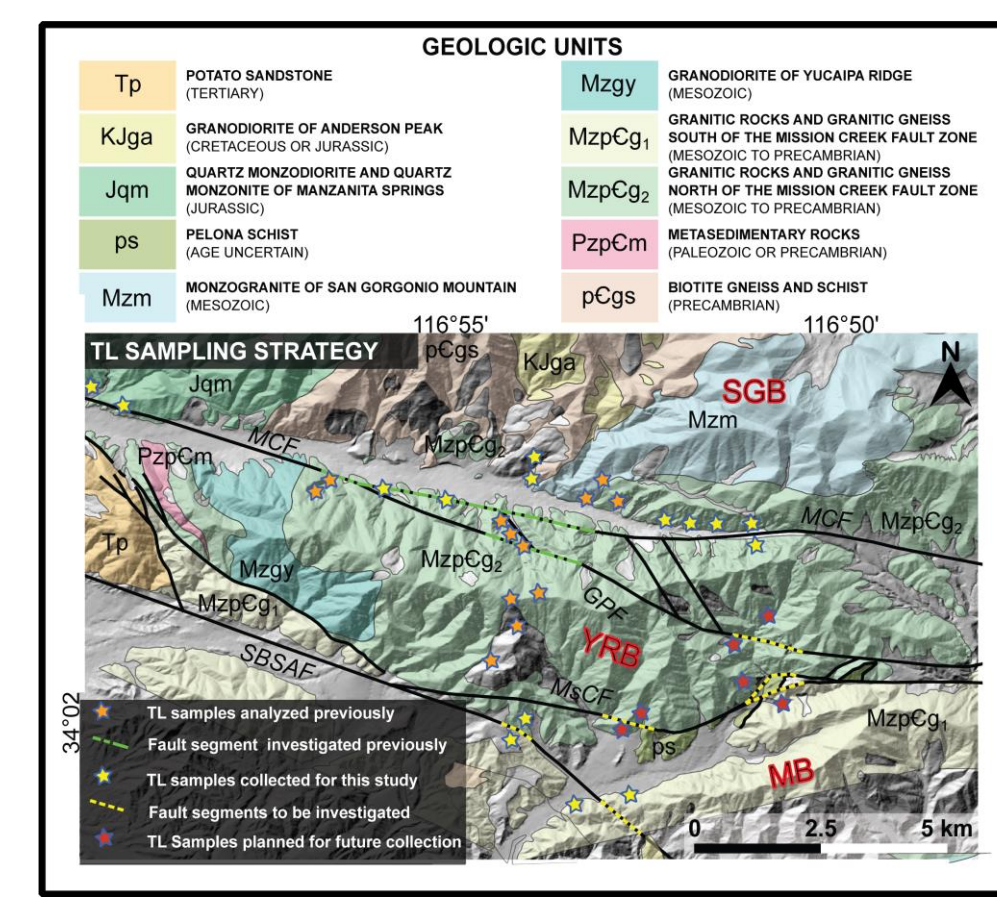 GEOLOGIC UNITS
Tp
POTATO SANDSTONE
(TERTIARY)
KJga
GRANODIORITE OF ANDERSON PEAK
(CRETACEOUS OR JURASSIC)
Jqm
QUARTZ MONZODIORITE AND QUARTZ
MONZONITE OF MANZANITA SPRINGS
(JURASSIC)
ps
PELONA SCHIST
(AGE UNCERTAIN)
Mzm
MONZOGRANITE OF SAN GORGONIO MOUNTAIN
(MESOZOIC)
Mzgy
GRANODIORITE OF YUCAIPA RIDGE
(MESOZOIC)
MzpЄg₁
GRANITIC ROCKS AND GRANITIC GNEISS
SOUTH OF THE MISSION CREEK FAULT ZONE
(MESOZOIC TO PRECAMBRIAN)
MzpЄg₂
GRANITIC ROCKS AND GRANITIC GNEISS
NORTH OF THE MISSION CREEK FAULT ZONE
(MESOZOIC TO PRECAMBRIAN)
PzpЄm
METASEDIMENTARY ROCKS
(PALEOZOIC OR PRECAMBRIAN)
pЄgs
BIOTITE GNEISS AND SCHIST
(PRECAMBRIAN)
116°55'
116°50'
TL SAMPLING STRATEGY
pЄgs
KJga
N
Jqm
SGB
Mzm
MCF
MzpЄg₂
PzpЄm
MCF
MzpЄg₂
Tp
MzpЄg₂
Mzgy
MzpЄg₁
GPF
YRB
SBSAF
MsCF
34°02
MzpЄg₁
ps
MB
TL samples analyzed previously
Fault segment investigated previously
TL samples collected for this study
Fault segments to be investigated
TL Samples planned for future collection
0 2.5 5 km